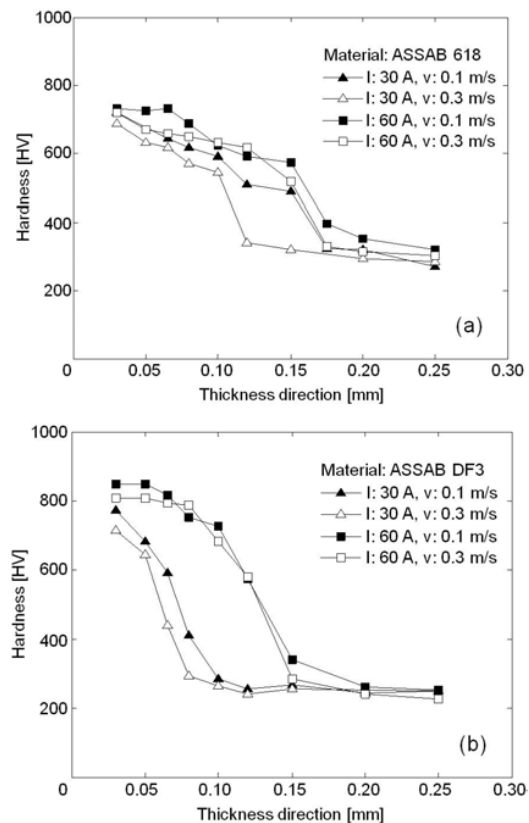 Material: ASSAB 618
I: 30 A, v: 0.1 m/s
I: 30 A, v: 0.3 m/s
I: 60 A, v: 0.1 m/s
I: 60 A, v: 0.3 m/s
Hardness [HV]
1000
800
600
400
200
0
0 0.05 0.10 0.15 0.20 0.25 0.30
Thickness direction [mm]
(a)
Material: ASSAB DF3
I: 30 A, v: 0.1 m/s
I: 30 A, v: 0.3 m/s
I: 60 A, v: 0.1 m/s
I: 60 A, v: 0.3 m/s
Hardness [HV]
1000
800
600
400
200
0
0 0.05 0.10 0.15 0.20 0.25 0.30
Thickness direction [mm]
(b)